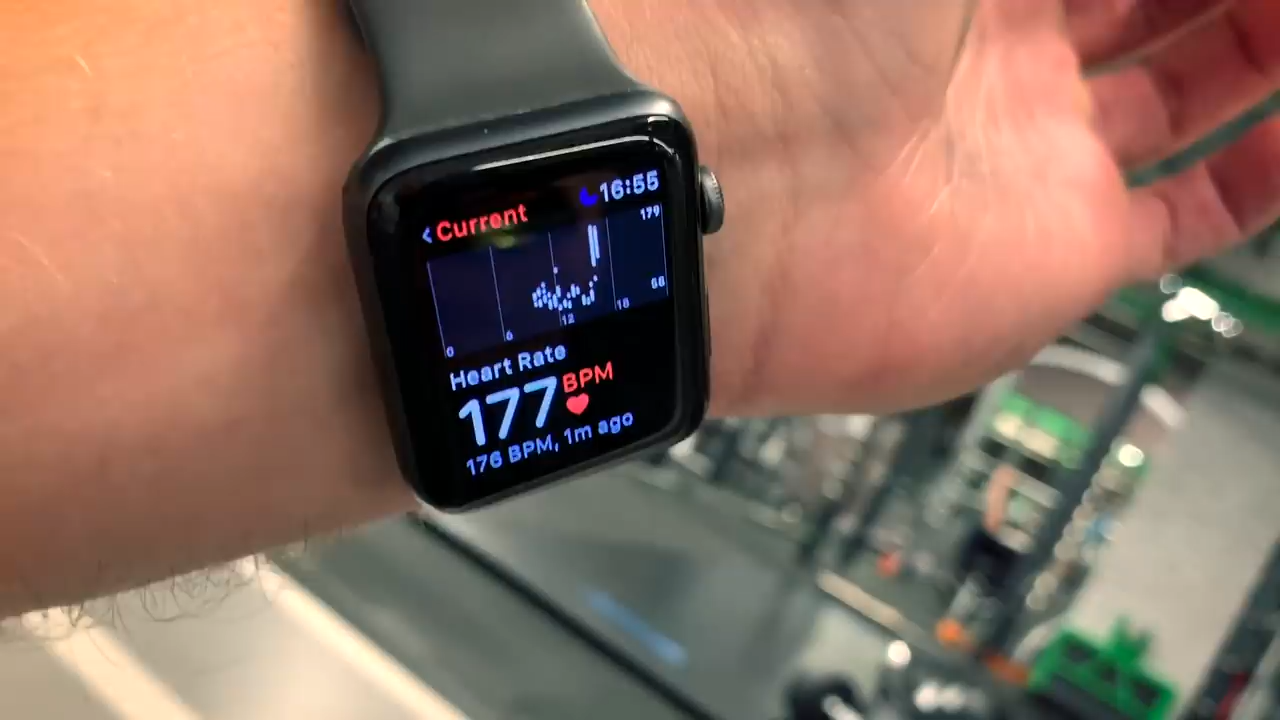 16:55
< Current
179
68
0 6 12 18
Heart Rate
177 BPM
176 BPM, 1m ago